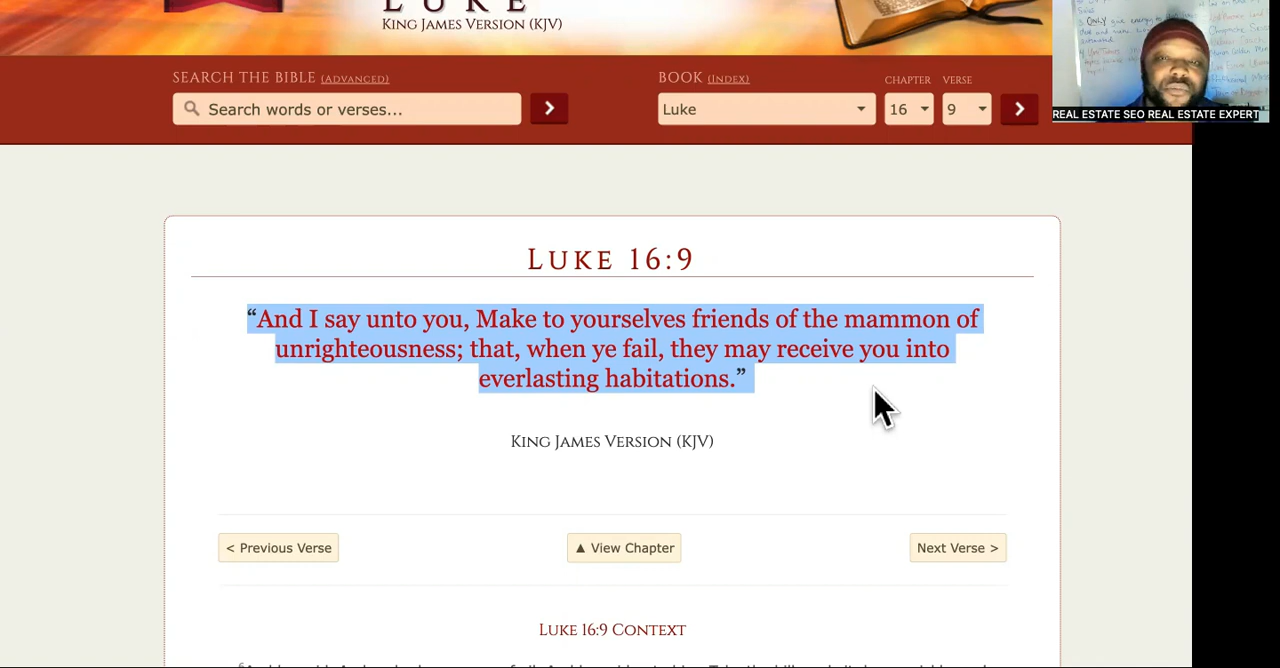 LUKE
KING JAMES VERSION (KJV)
SEARCH THE BIBLE (ADVANCED)
BOOK (INDEX)
CHAPTER
VERSE
Search words or verses...
Luke
16
9
REAL ESTATE SEO REAL ESTATE EXPERT
LUKE 16:9
“And I say unto you, Make to yourselves friends of the mammon of
unrighteousness; that, when ye fail, they may receive you into
everlasting habitations.”
KING JAMES VERSION (KJV)
< Previous Verse
▲ View Chapter
Next Verse >
LUKE 16:9 CONTEXT